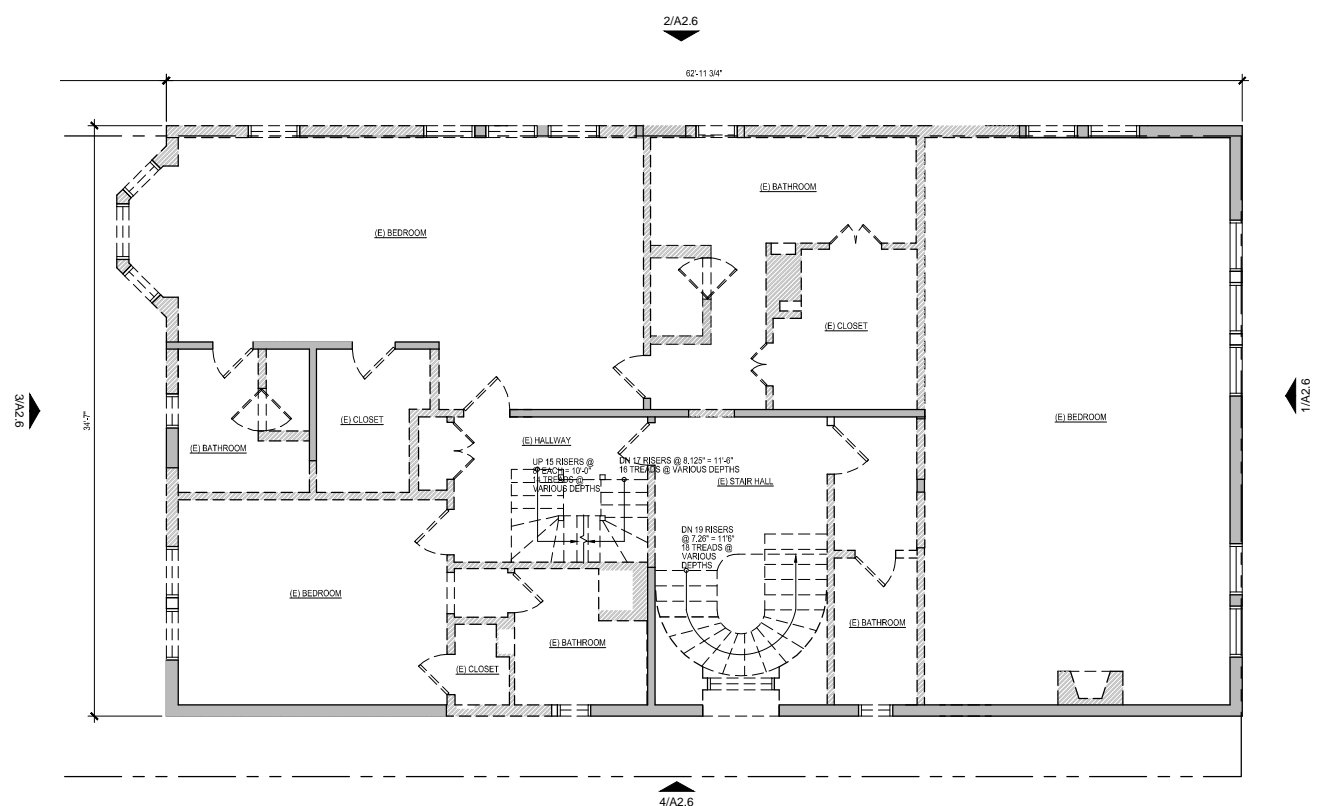 2/A2.6
62'-11 3/4"
(E) BATHROOM
(E) BEDROOM
(E) CLOSET
3/A2.6
34'-7"
1/A2.6
(E) CLOSET
(E) BEDROOM
(E) BATHROOM
(E) HALLWAY
UP 15 RISERS @
8" EACH = 10'-0"
14 TREADS @
VARIOUS DEPTHS
DN 17 RISERS @ 8.125" = 11'-6"
16 TREADS @ VARIOUS DEPTHS
(E) STAIR HALL
DN 19 RISERS
@ 7.26" = 11'6"
18 TREADS @
VARIOUS
DEPTHS
(E) BEDROOM
(E) BATHROOM
(E) BATHROOM
(E) CLOSET
4/A2.6